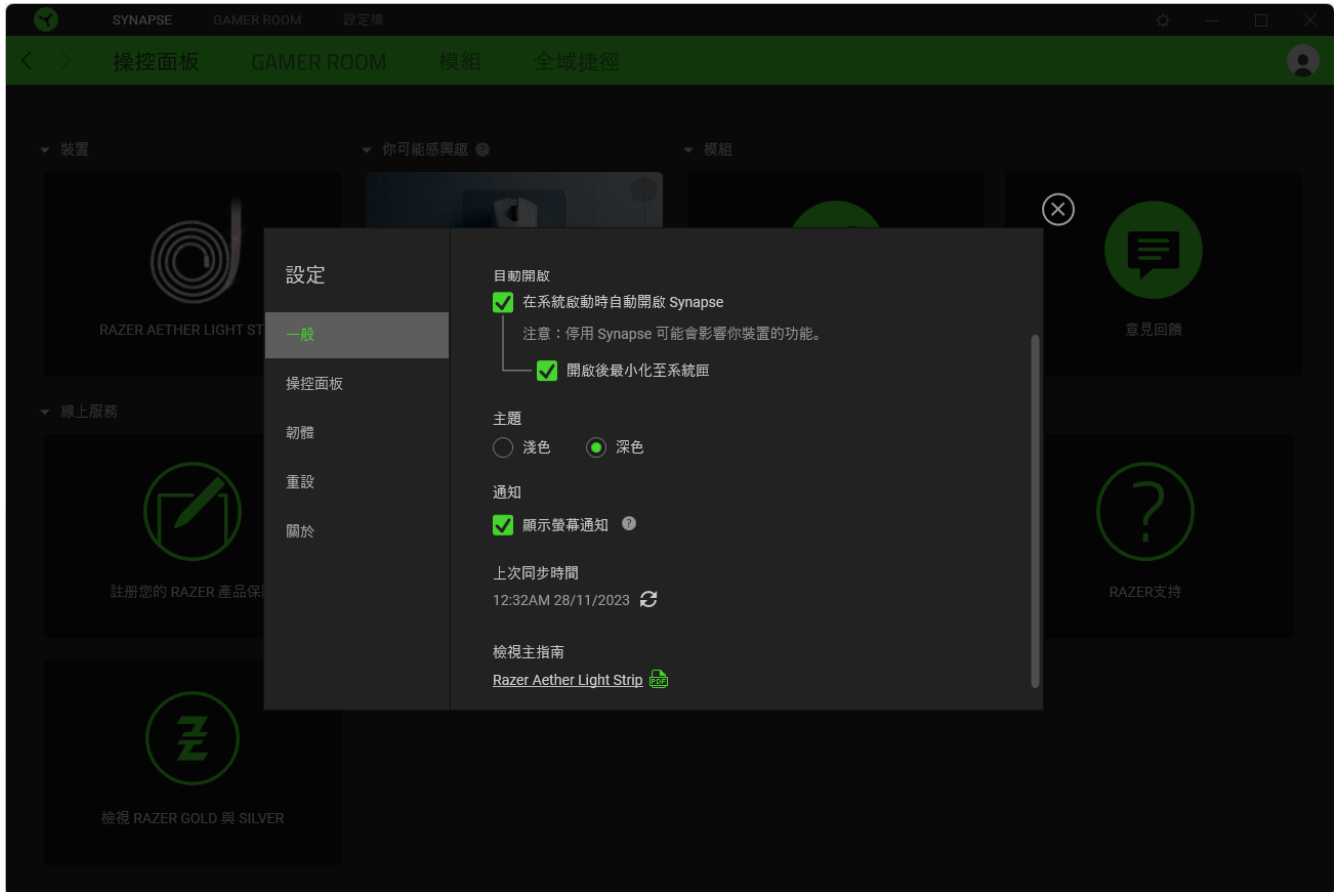 SYNAPSE
GAMER ROOM
設定檔
操控面板
GAMER ROOM
模組
全域捷徑
裝置
你可能感興趣
?
模組
RAZER AETHER LIGHT ST
意見回饋
設定
一般
操控面板
韌體
重設
關於
目動開啟
在系統啟動時自動開啟 Synapse
注意：停用 Synapse 可能會影響你裝置的功能。
開啟後最小化至系統匣
主題
淺色
深色
通知
顯示螢幕通知
?
上次同步時間
12:32AM 28/11/2023
檢視主指南
Razer Aether Light Strip
PDF
線上服務
註册您的 RAZER 產品保
RAZER支持
檢視 RAZER GOLD 與 SILVER